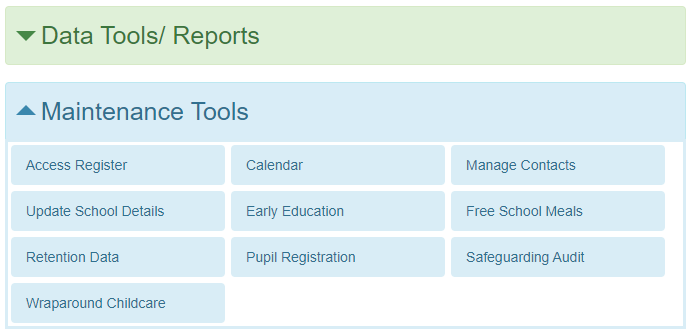 Data Tools/ Reports
Maintenance Tools
Access Register
Calendar
Manage Contacts
Update School Details
Early Education
Free School Meals
Retention Data
Pupil Registration
Safeguarding Audit
Wraparound Childcare